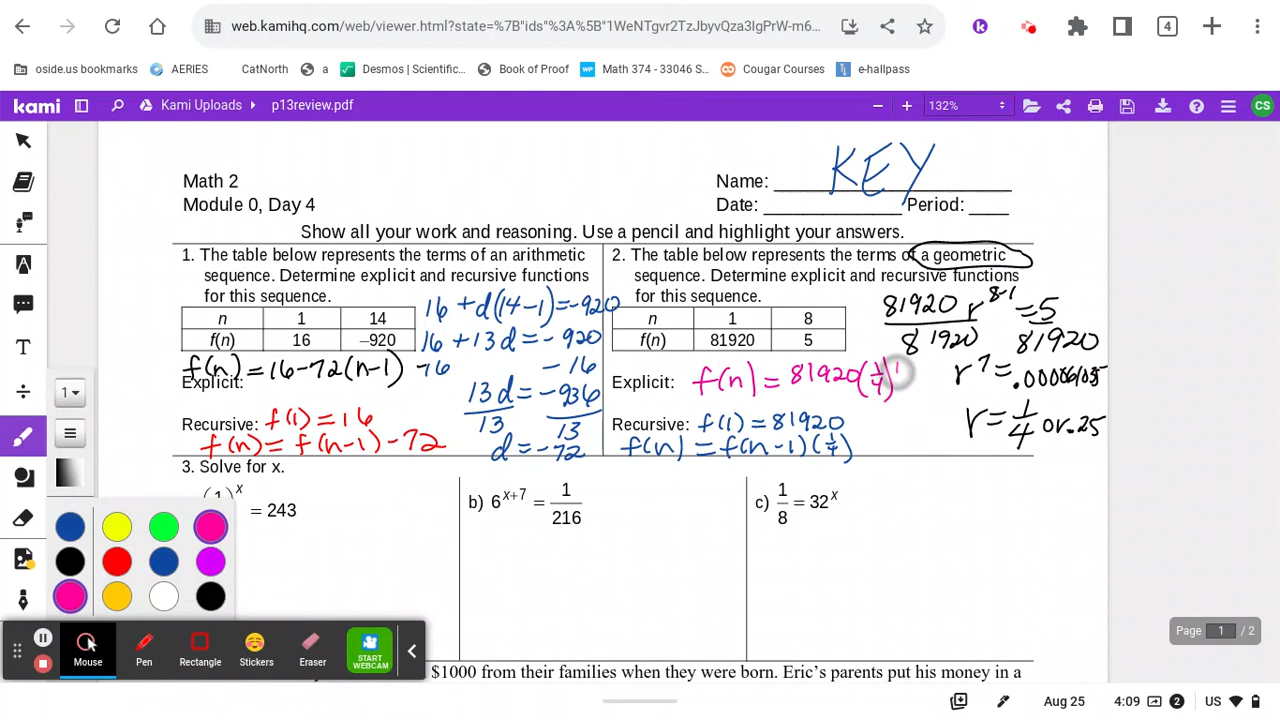 web.kamihq.com/web/viewer.html?state=%7B"ids"%3A%5B"1WeNTgvr2TzJbyvQza3IgPrW-m6...
4
oside.us bookmarks AERIES CatNorth a Desmos | Scientific... Book of Proof Math 374 - 33046 S... Cougar Courses e-hallpass
kami Kami Uploads p13review.pdf 132% CS
KEY
Math 2 Name:
Module 0, Day 4 Date: Period:
Show all your work and reasoning. Use a pencil and highlight your answers.
1. The table below represents the terms of an arithmetic
sequence. Determine explicit and recursive functions
for this sequence.
n 1 14
f(n) 16 –920
16 + d(14-1) = -920
16 + 13d = -920
-16 -16
13d = -936
13 13
d = -72
Explicit: f(n) = 16-72(n-1)
Recursive: f(1) = 16
f(n) = f(n-1) - 72
2. The table below represents the terms of a geometric
sequence. Determine explicit and recursive functions
for this sequence.
n 1 8
f(n) 81920 5
81920 r^8-1 = 5
81920 81920
r^7 = .000061035
r = 1/4 or .25
Explicit: f(n) = 81920(1/4)
Recursive: f(1) = 81920
f(n) = f(n-1)(1/4)
3. Solve for x.
x = 243
b) 6^x+7 = 1/216
c) 1/8 = 32^x
$1000 from their families when they were born. Eric's parents put his money in a
1
Page 1 / 2
Mouse Pen Rectangle Stickers Eraser START WEBCAM
Aug 25 4:09 2 US